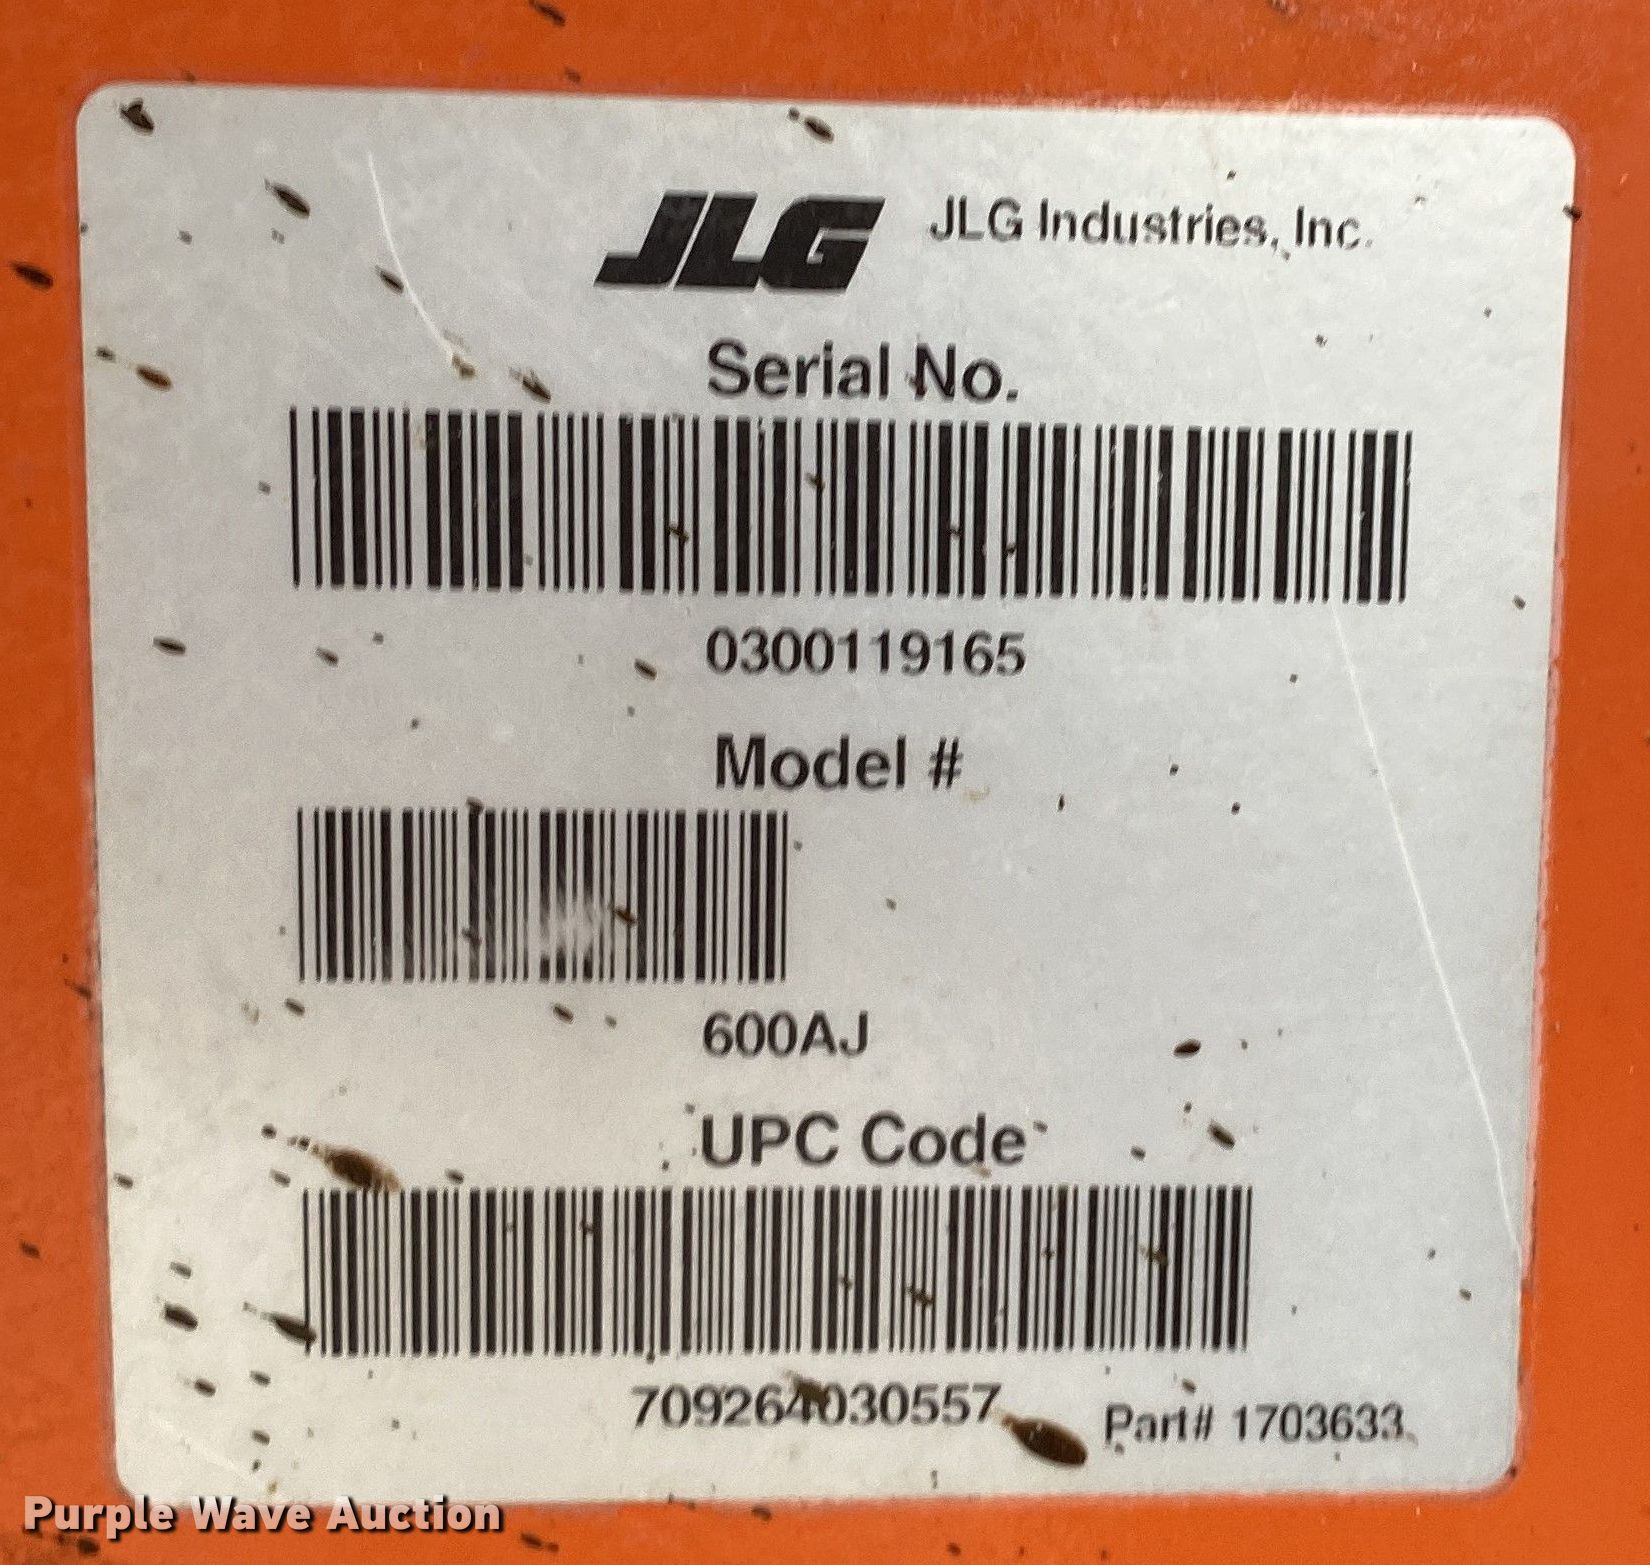 JLG JLG Industries, Inc.
Serial No.
0300119165
Model #
600AJ
UPC Code
709264030557
Part# 1703633
Purple Wave Auction